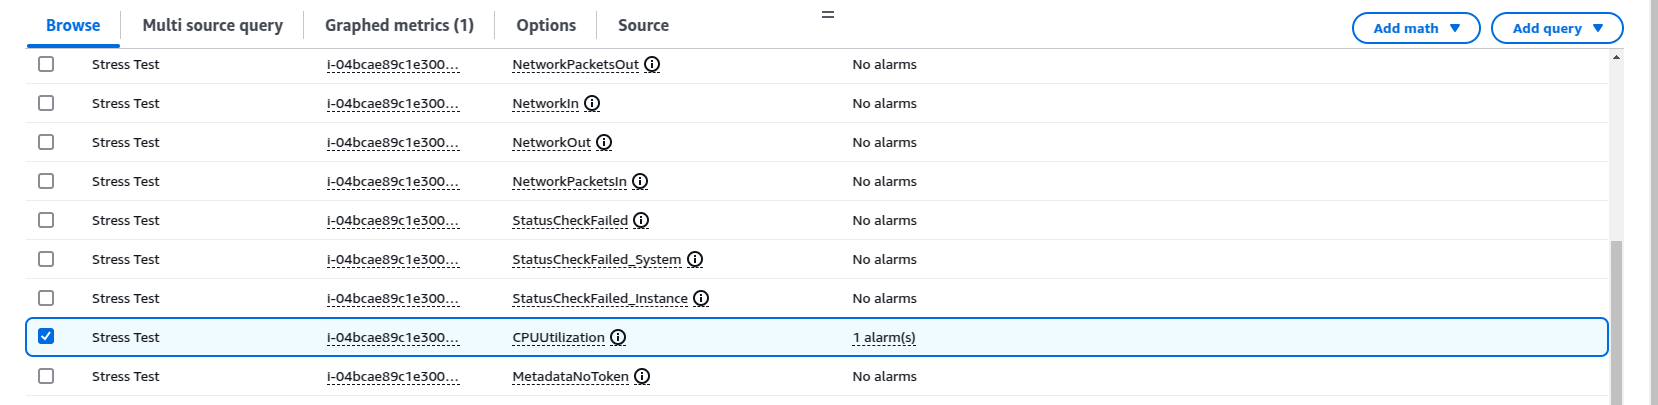 Browse Multi source query Graphed metrics (1) Options Source = Add math Add query
Stress Test i-04bcae89c1e300... NetworkPacketsOut No alarms
Stress Test i-04bcae89c1e300... NetworkIn No alarms
Stress Test i-04bcae89c1e300... NetworkOut No alarms
Stress Test i-04bcae89c1e300... NetworkPacketsIn No alarms
Stress Test i-04bcae89c1e300... StatusCheckFailed No alarms
Stress Test i-04bcae89c1e300... StatusCheckFailed_System No alarms
Stress Test i-04bcae89c1e300... StatusCheckFailed_Instance No alarms
Stress Test i-04bcae89c1e300... CPUUtilization 1 alarm(s)
Stress Test i-04bcae89c1e300... MetadataNoToken No alarms